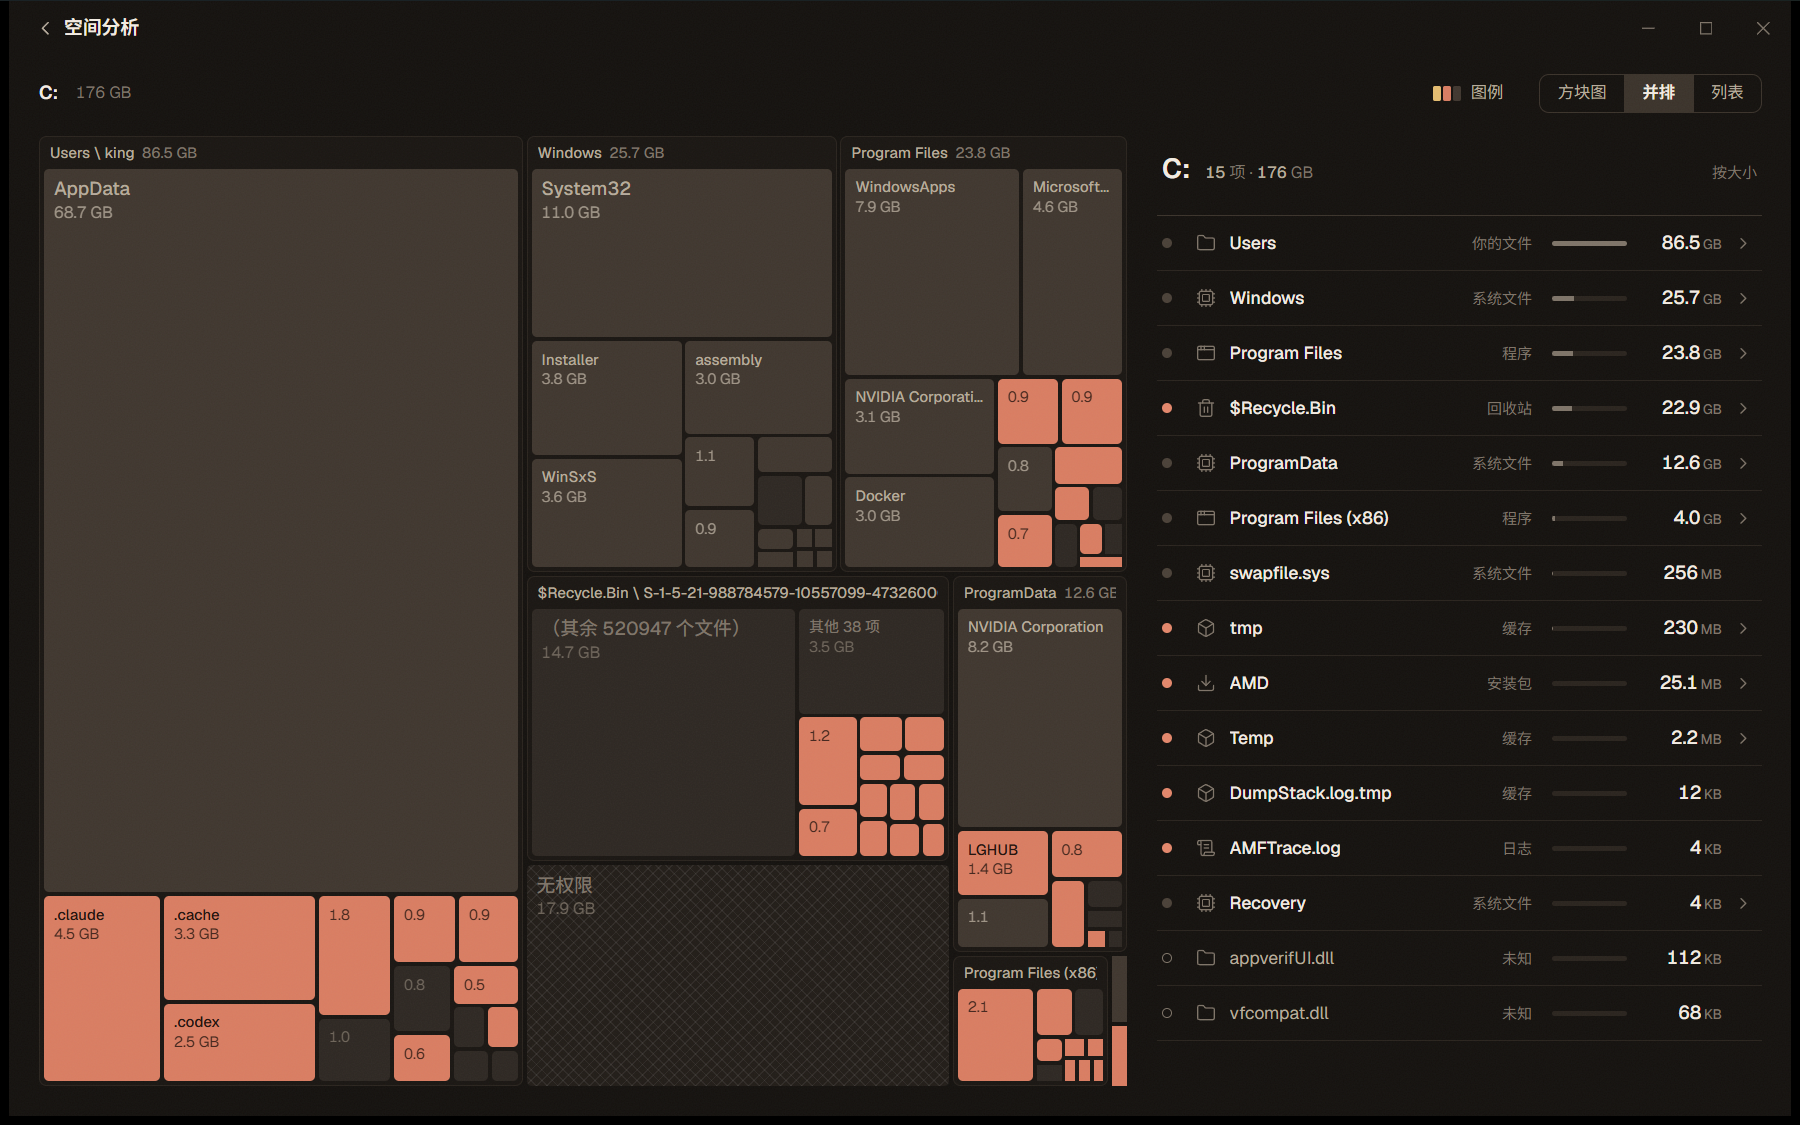 空间分析
C: 176 GB
图例
方块图 并排 列表
Users \ king 86.5 GB
AppData
68.7 GB
.claude
4.5 GB
.cache
3.3 GB
.codex
2.5 GB
1.8
1.0
0.9
0.9
0.8
0.5
0.6
Windows 25.7 GB
System32
11.0 GB
Installer
3.8 GB
assembly
3.0 GB
WinSxS
3.6 GB
1.1
0.9
Program Files 23.8 GB
WindowsApps
7.9 GB
Microsoft...
4.6 GB
NVIDIA Corporati...
3.1 GB
Docker
3.0 GB
0.9
0.9
0.8
0.7
$Recycle.Bin \ S-1-5-21-988784579-10557099-4732600
（其余 520947 个文件）
14.7 GB
其他 38 项
3.5 GB
1.2
0.7
无权限
17.9 GB
ProgramData 12.6 GB
NVIDIA Corporation
8.2 GB
LGHUB
1.4 GB
0.8
1.1
Program Files (x86)
2.1
C: 15 项 · 176 GB
按大小
Users 你的文件 86.5 GB
Windows 系统文件 25.7 GB
Program Files 程序 23.8 GB
$Recycle.Bin 回收站 22.9 GB
ProgramData 系统文件 12.6 GB
Program Files (x86) 程序 4.0 GB
swapfile.sys 系统文件 256 MB
tmp 缓存 230 MB
AMD 安装包 25.1 MB
Temp 缓存 2.2 MB
DumpStack.log.tmp 缓存 12 KB
AMFTrace.log 日志 4 KB
Recovery 系统文件 4 KB
appverifUI.dll 未知 112 KB
vfcompat.dll 未知 68 KB